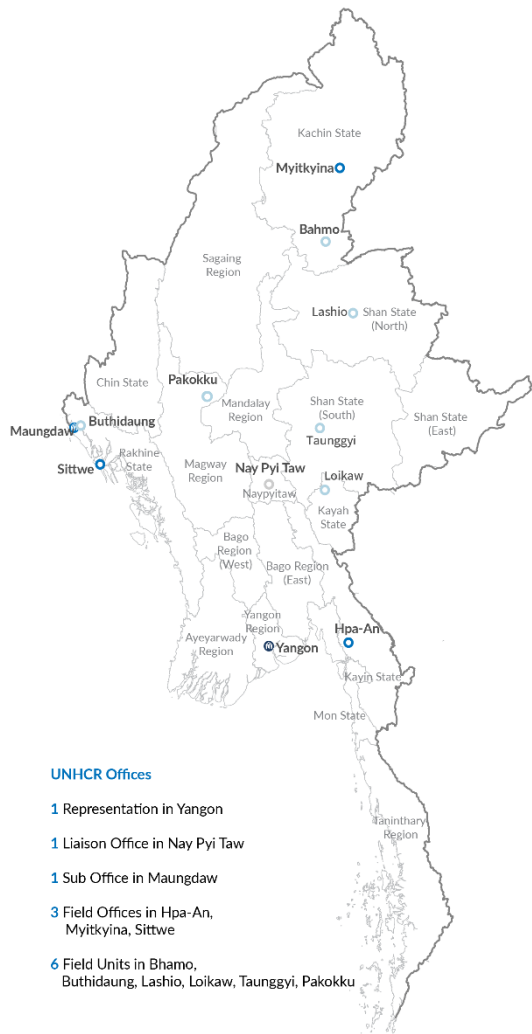 Kachin State
Myitkyina
Bahmo
Sagaing
Region
Lashio
Shan State
(North)
Chin State
Pakokku
Mandalay
Region
Shan State
(South)
Taunggyi
Shan State
(East)
Buthidaung
Maungdaw
Rakhine
State
Sittwe
Magway
Region
Nay Pyi Taw
Naypyitaw
Loikaw
Kayah
State
Bago
Region
(West)
Bago Region
(East)
Yangon
Region
Ayeyarwady
Region
Yangon
Hpa-An
Kayin State
Mon State
Taninthary
Region
UNHCR Offices
1 Representation in Yangon
1 Liaison Office in Nay Pyi Taw
1 Sub Office in Maungdaw
3 Field Offices in Hpa-An,
Myitkyina, Sittwe
6 Field Units in Bhamo,
Buthidaung, Lashio, Loikaw, Taunggyi, Pakokku